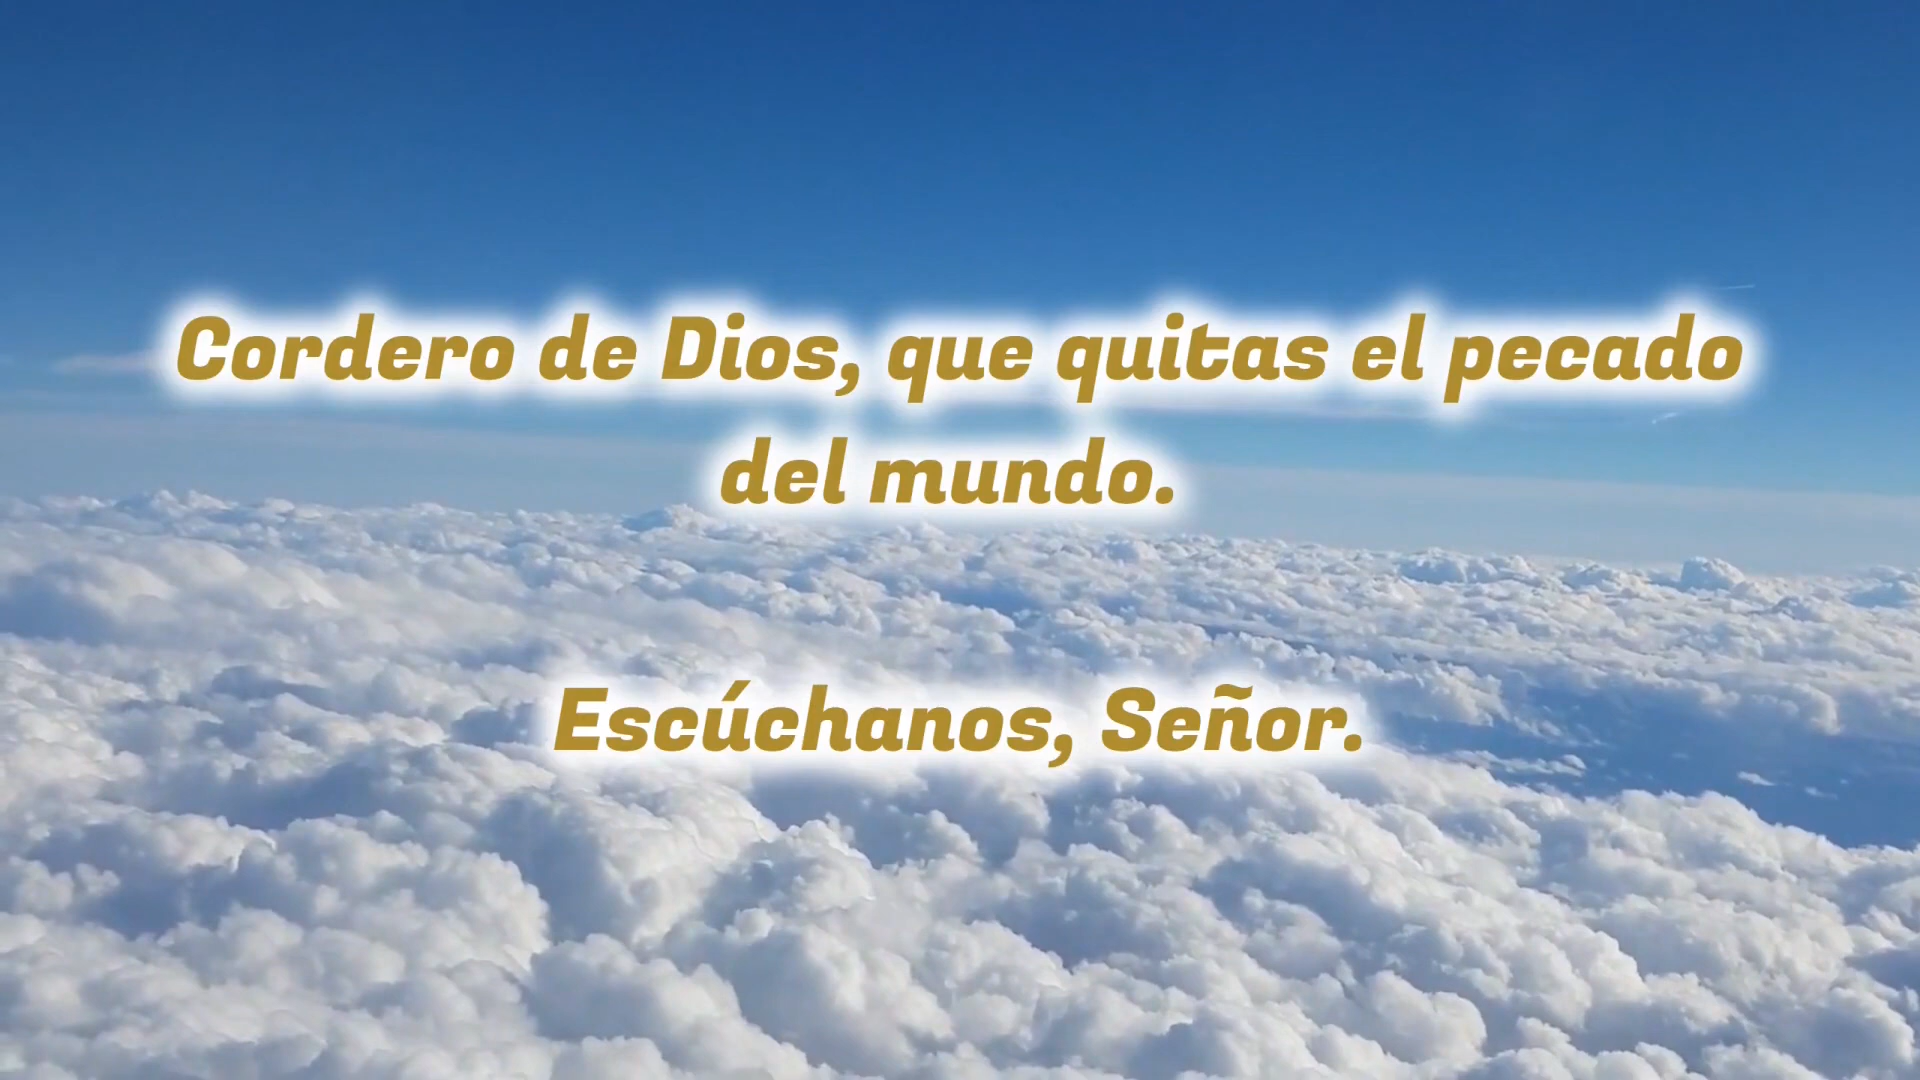 Cordero de Dios, que quitas el pecado
del mundo.
Escúchanos, Señor.